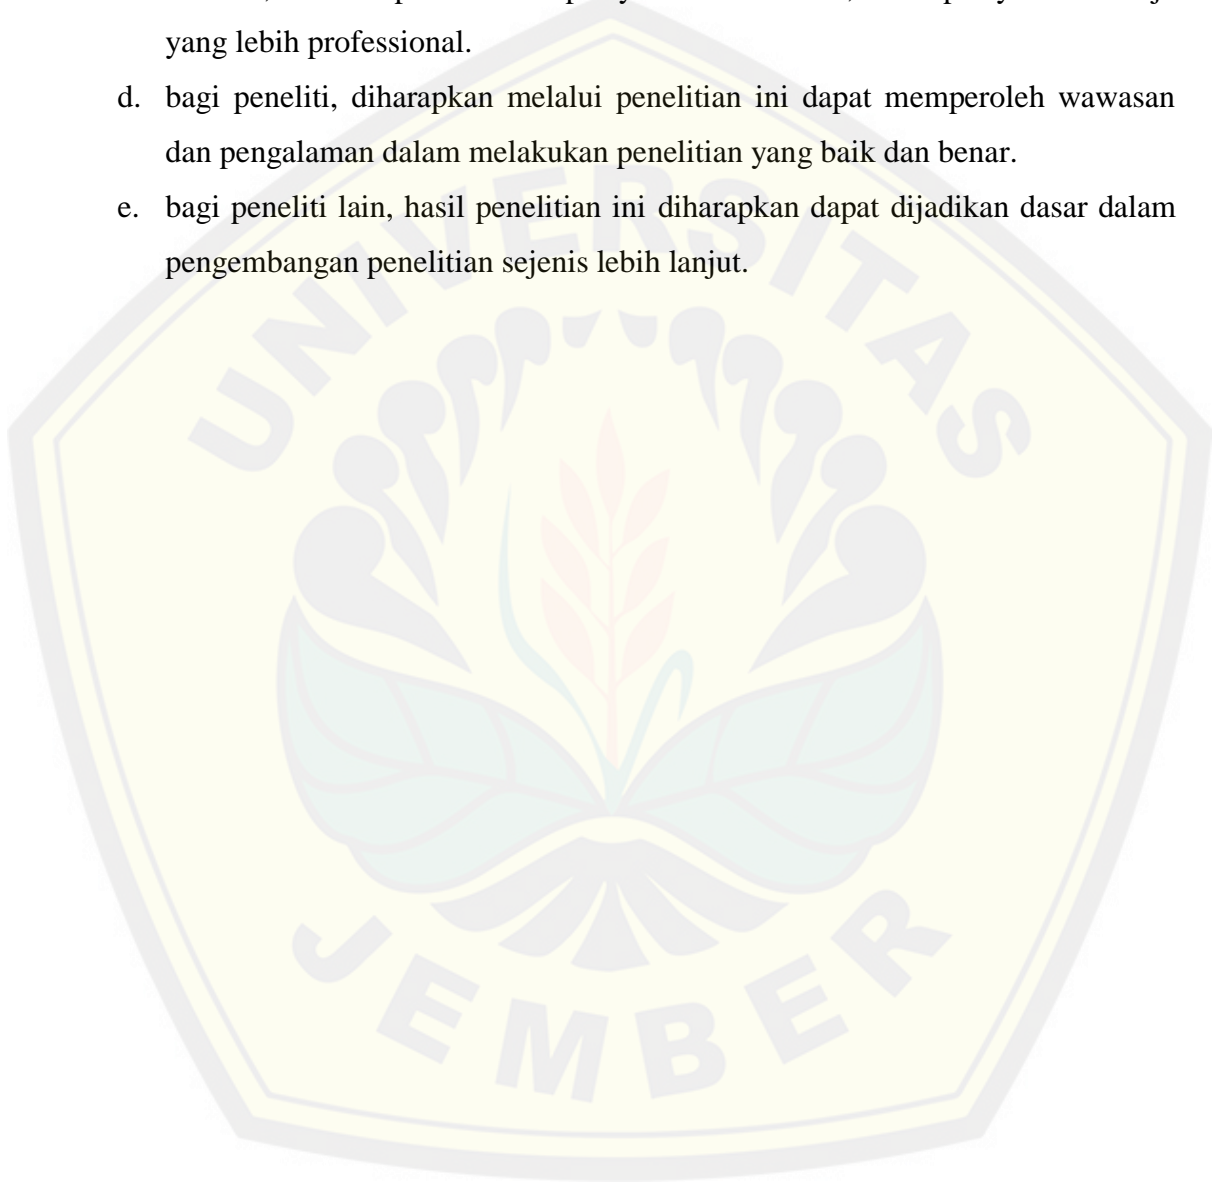 yang lebih professional.
d. bagi peneliti, diharapkan melalui penelitian ini dapat memperoleh wawasan
dan pengalaman dalam melakukan penelitian yang baik dan benar.
e. bagi peneliti lain, hasil penelitian ini diharapkan dapat dijadikan dasar dalam
pengembangan penelitian sejenis lebih lanjut.
UNIVERSITAS
JEMBER